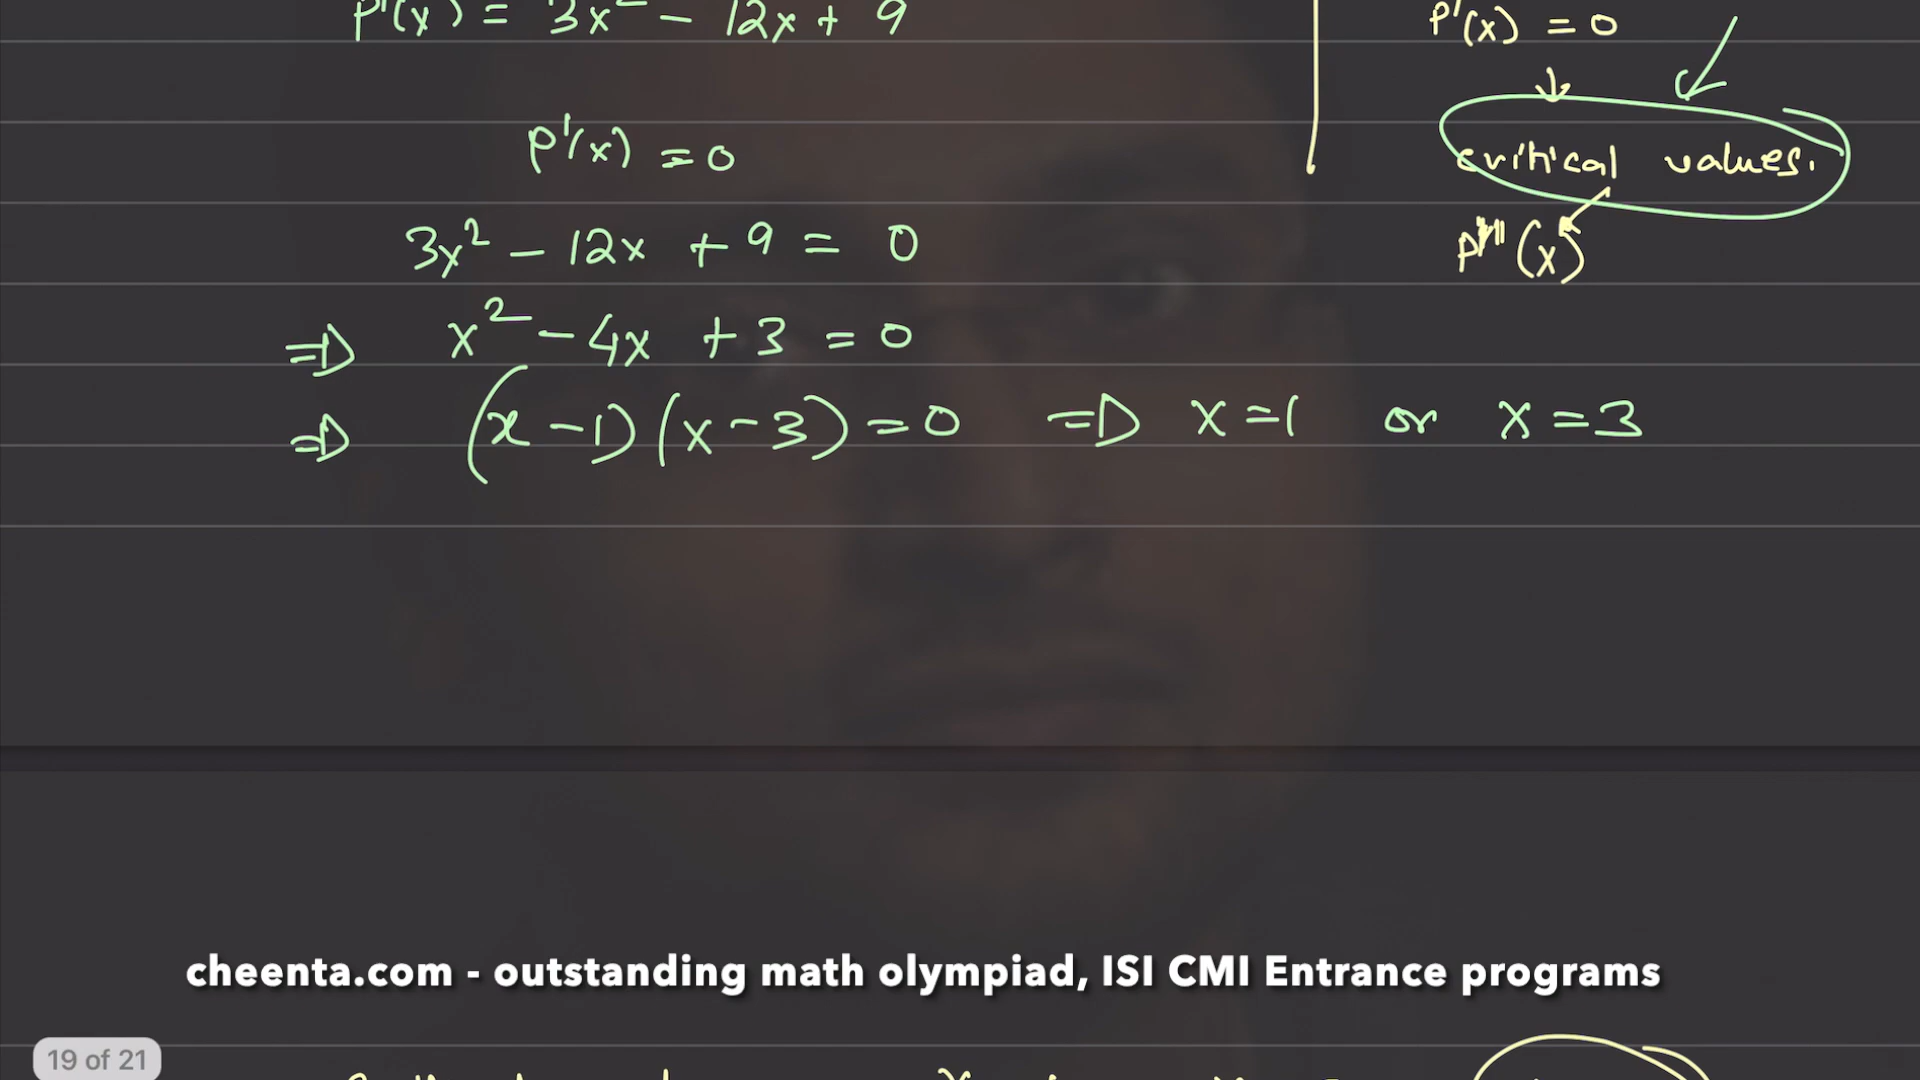 P'(x) = 3x² - 12x + 9
P'(x) = 0
3x² - 12x + 9 = 0
⇒ x² - 4x + 3 = 0
⇒ (x - 1)(x - 3) = 0 ⇒ x = 1 or x = 3
P'(x) = 0
↓
critical values.
(x)
cheenta.com - outstanding math olympiad, ISI CMI Entrance programs
19 of 21